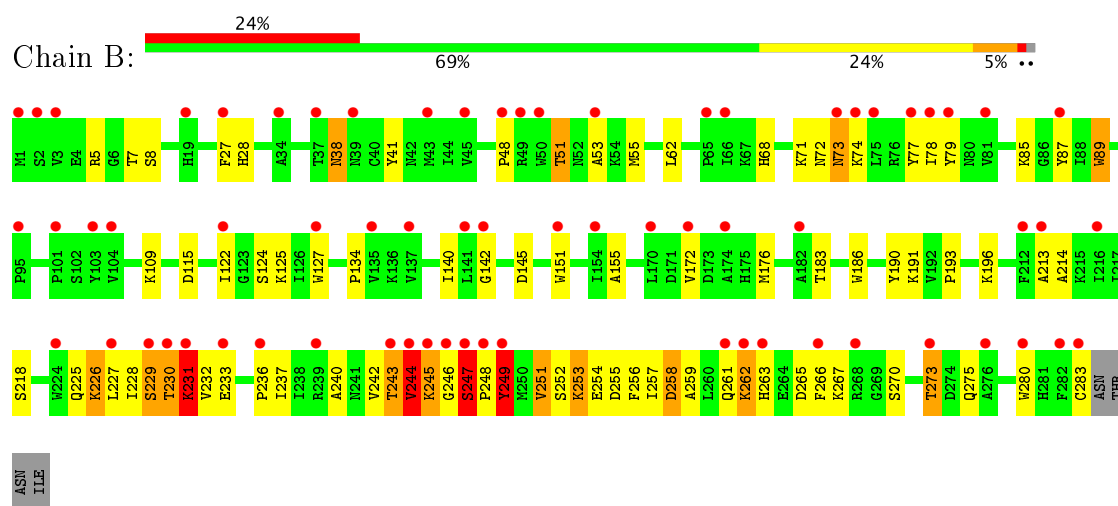 24%
Chain B:
69% 24% 5% ..
M1 S2 V3 E4 R5 G6 T7 S8 H19 F27 H28 A34 T37 N38 N39 C40 Y41 N42 M43 I44 V45 P48 R49 W50 T51 N52 A53 K54 M55 L62 P65 I66 K67 H68 K71 N72 N73 K74 L75 R76 Y77 I78 Y79 N80 V81 K85 G86 Y87 I88 W89
P95 P101 S102 Y103 V104 K109 D115 I122 G123 S124 K125 W127 P134 V135 K136 V137 I140 L141 G142 D145 W151 I154 A155 L170 D171 V172 D173 A174 H175 M176 A182 T183 W186 Y190 K191 V192 P193 K196 F212 A213 A214 K215 I216
S218 W224 Q225 K226 L227 I228 S229 T230 K231 V232 E233 P236 I237 I238 R239 A240 N241 V242 T243 V244 K245 G246 S247 P248 Y249 M250 V251 S252 K253 E254 D255 F256 I257 D258 A259 L260 Q261 K262 H263 E264 D265 F266 K267 R268 G269 S270 T273 D274 Q275 A276 W280 H281 F282 C283 ASN THR
ASN ILE